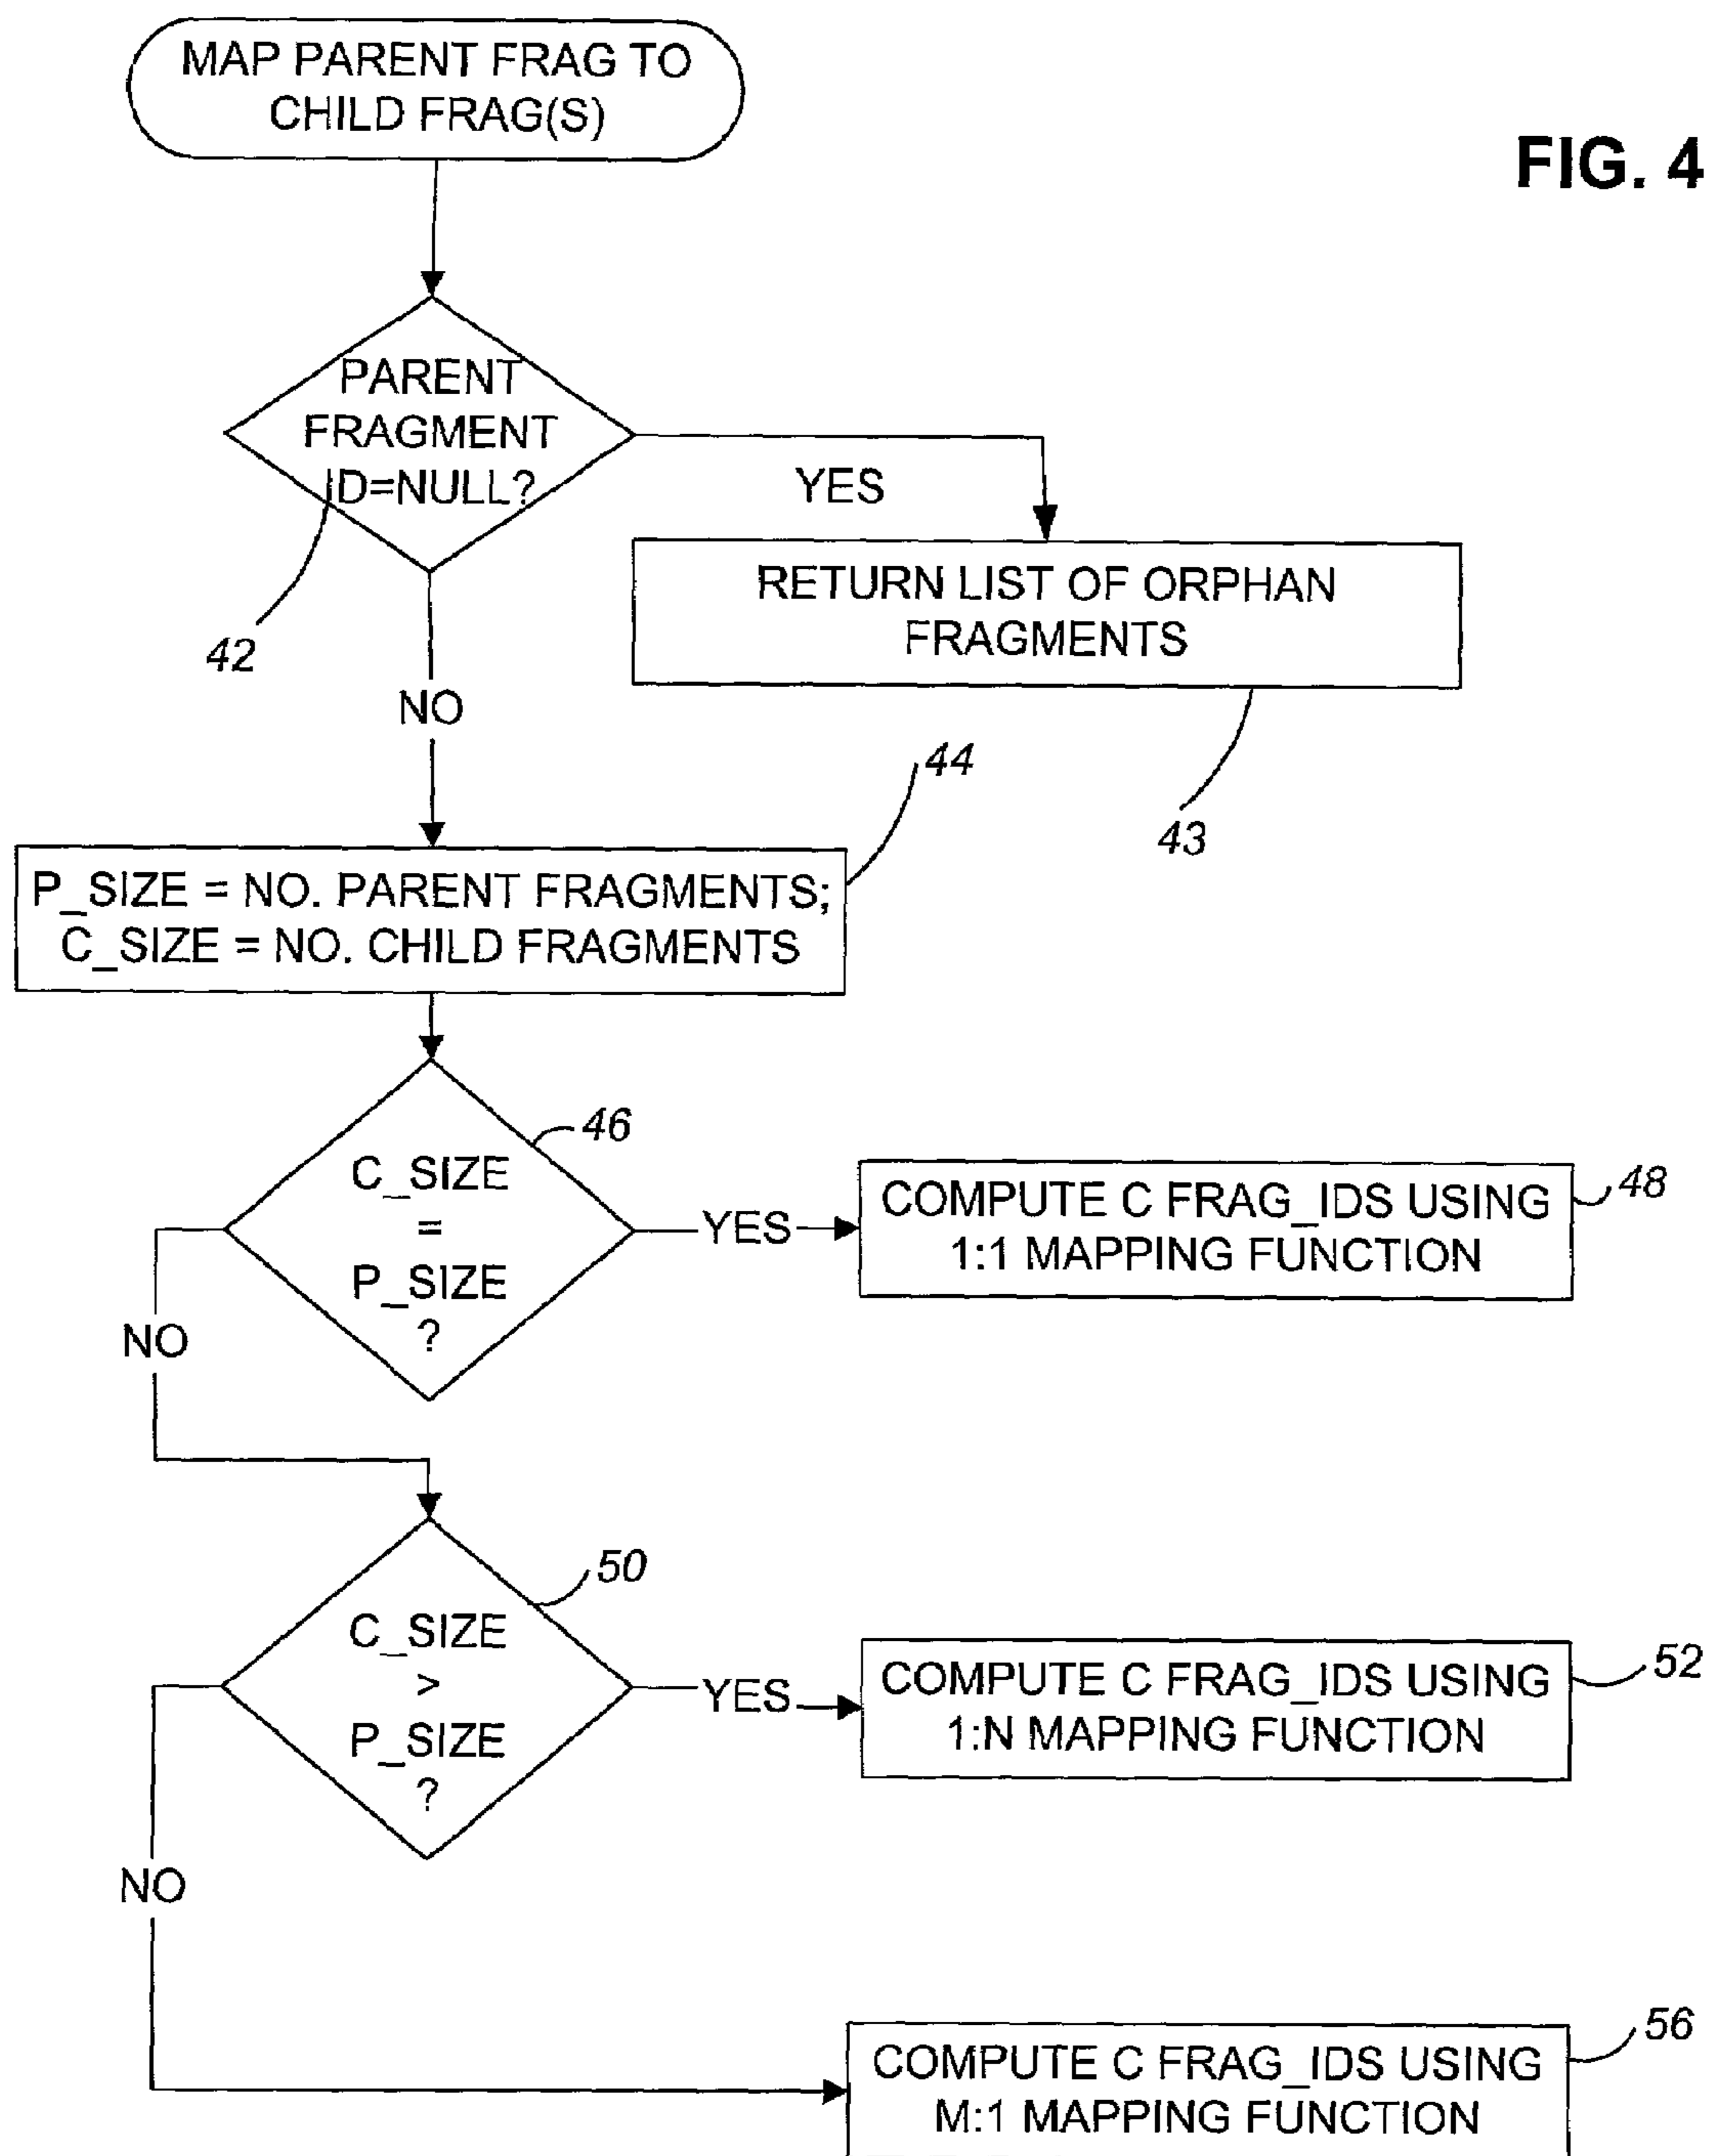 MAP PARENT FRAG TO
CHILD FRAG(S)
FIG. 4
PARENT
FRAGMENT
ID=NULL?
YES
42
RETURN LIST OF ORPHAN
FRAGMENTS
43
NO
44
P_SIZE = NO. PARENT FRAGMENTS;
C_SIZE = NO. CHILD FRAGMENTS
46
C_SIZE
=
P_SIZE
?
YES
COMPUTE C FRAG_IDS USING
1:1 MAPPING FUNCTION
48
NO
50
C_SIZE
>
P_SIZE
?
YES
COMPUTE C FRAG_IDS USING
1:N MAPPING FUNCTION
52
NO
COMPUTE C FRAG_IDS USING
M:1 MAPPING FUNCTION
56